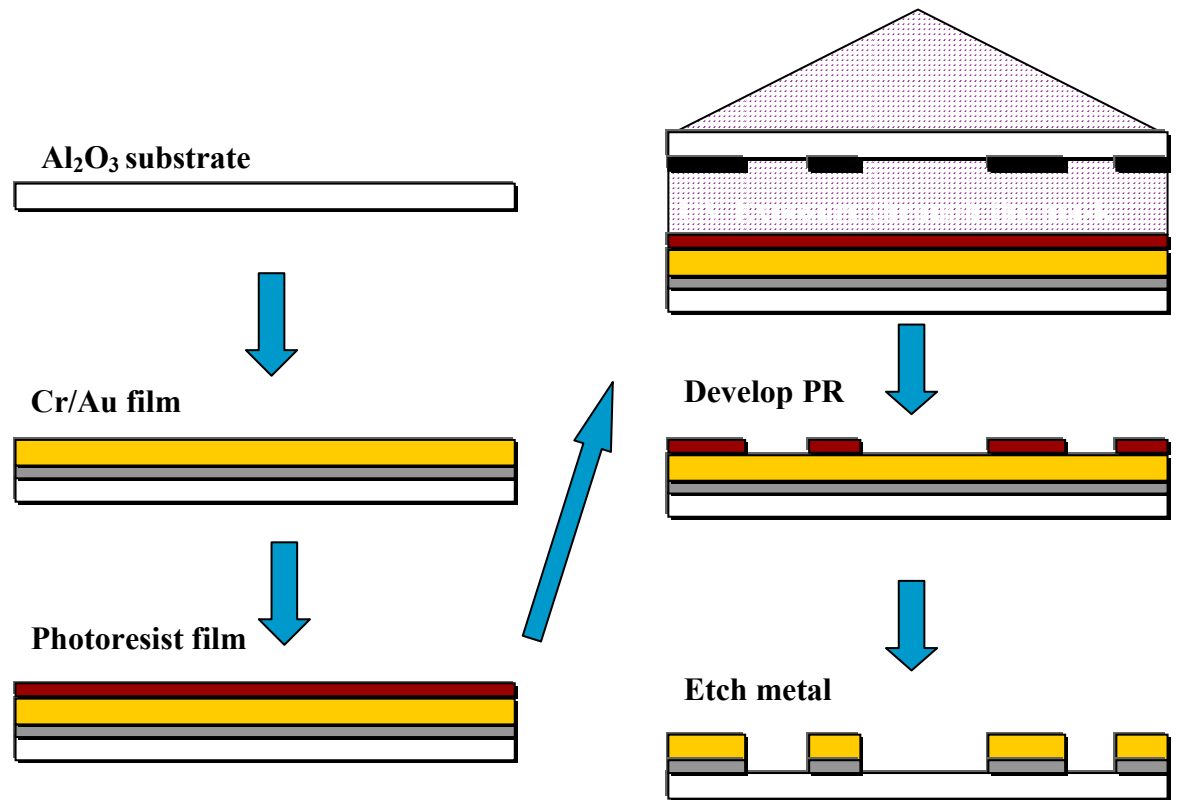 Al₂O₃ substrate
Cr/Au film
Photoresist film
Develop PR
Etch metal